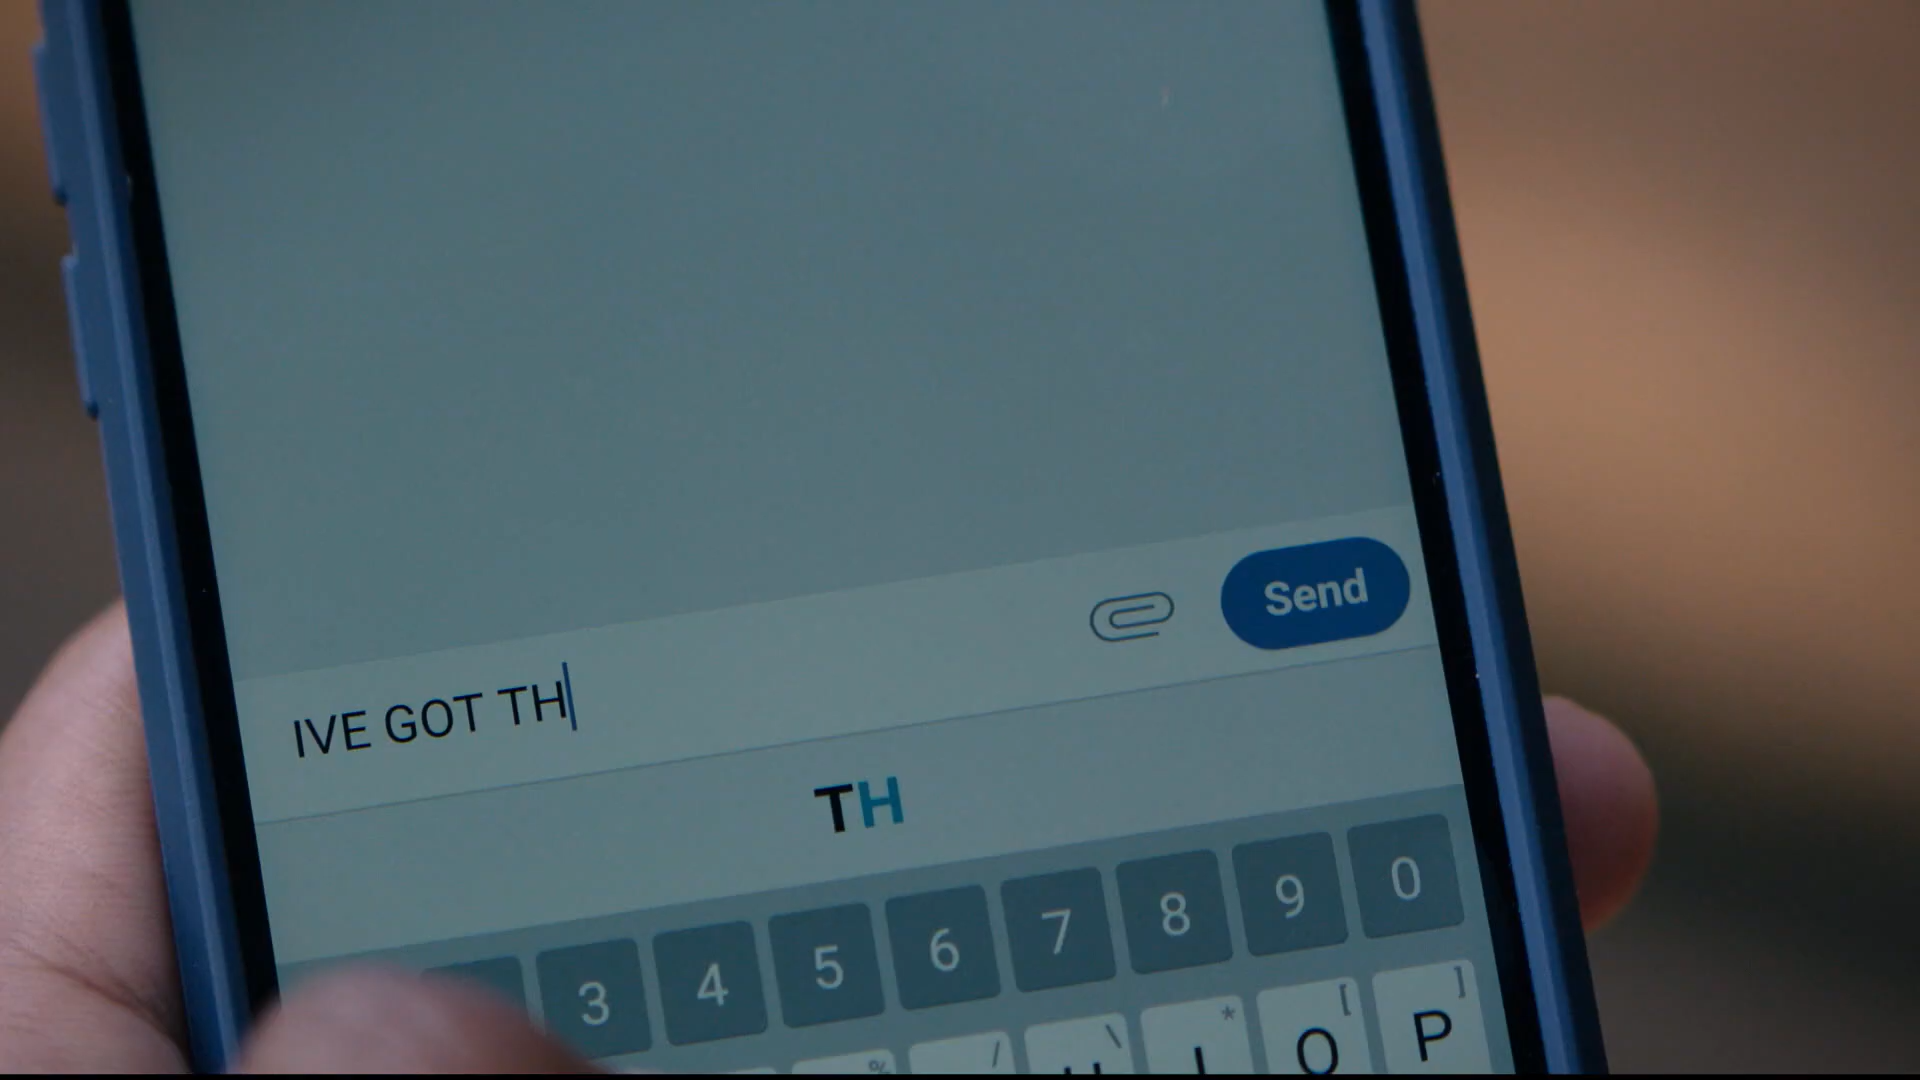 Send
IVE GOT TH
TH
3 4 5 6 7 8 9 0
% / \ * [ ]
U I O P